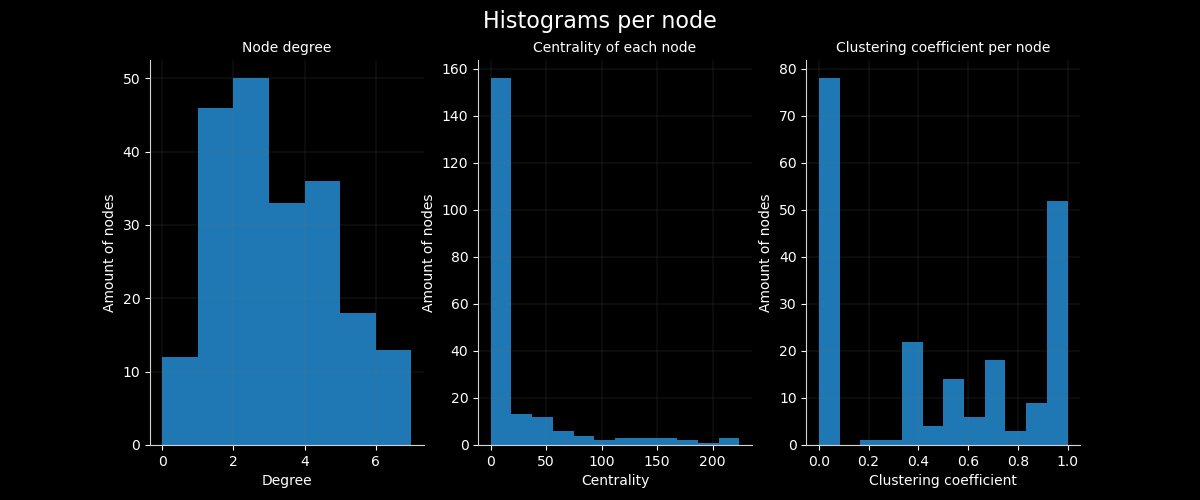 Histograms per node
Node degree
Centrality of each node
Clustering coefficient per node
Amount of nodes
50
40
30
20
10
0
0 2 4 6
Degree
Amount of nodes
160
140
120
100
80
60
40
20
0
0 50 100 150 200
Centrality
Amount of nodes
80
70
60
50
40
30
20
10
0
0.0 0.2 0.4 0.6 0.8 1.0
Clustering coefficient